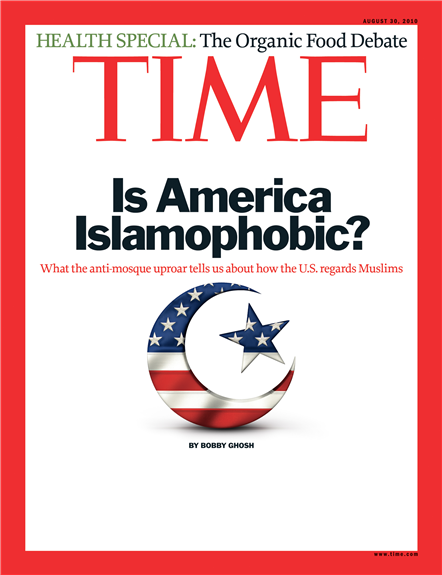 AUGUST 30, 2010
HEALTH SPECIAL: The Organic Food Debate
TIME
Is America
Islamophobic?
What the anti-mosque uproar tells us about how the U.S. regards Muslims
BY BOBBY GHOSH
www.time.com